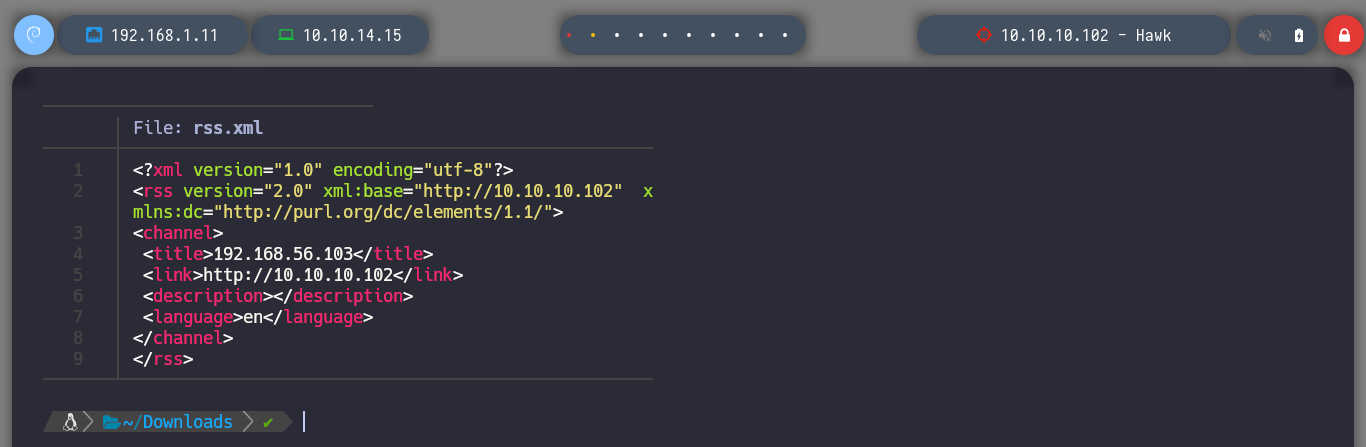 192.168.1.11 10.10.14.15 10.10.10.102 - Hawk
File: rss.xml
1 <?xml version="1.0" encoding="utf-8"?>
2 <rss version="2.0" xml:base="http://10.10.10.102"  x
mlns:dc="http://purl.org/dc/elements/1.1/">
3 <channel>
4  <title>192.168.56.103</title>
5  <link>http://10.10.10.102</link>
6  <description></description>
7  <language>en</language>
8 </channel>
9 </rss>
~/Downloads ✔